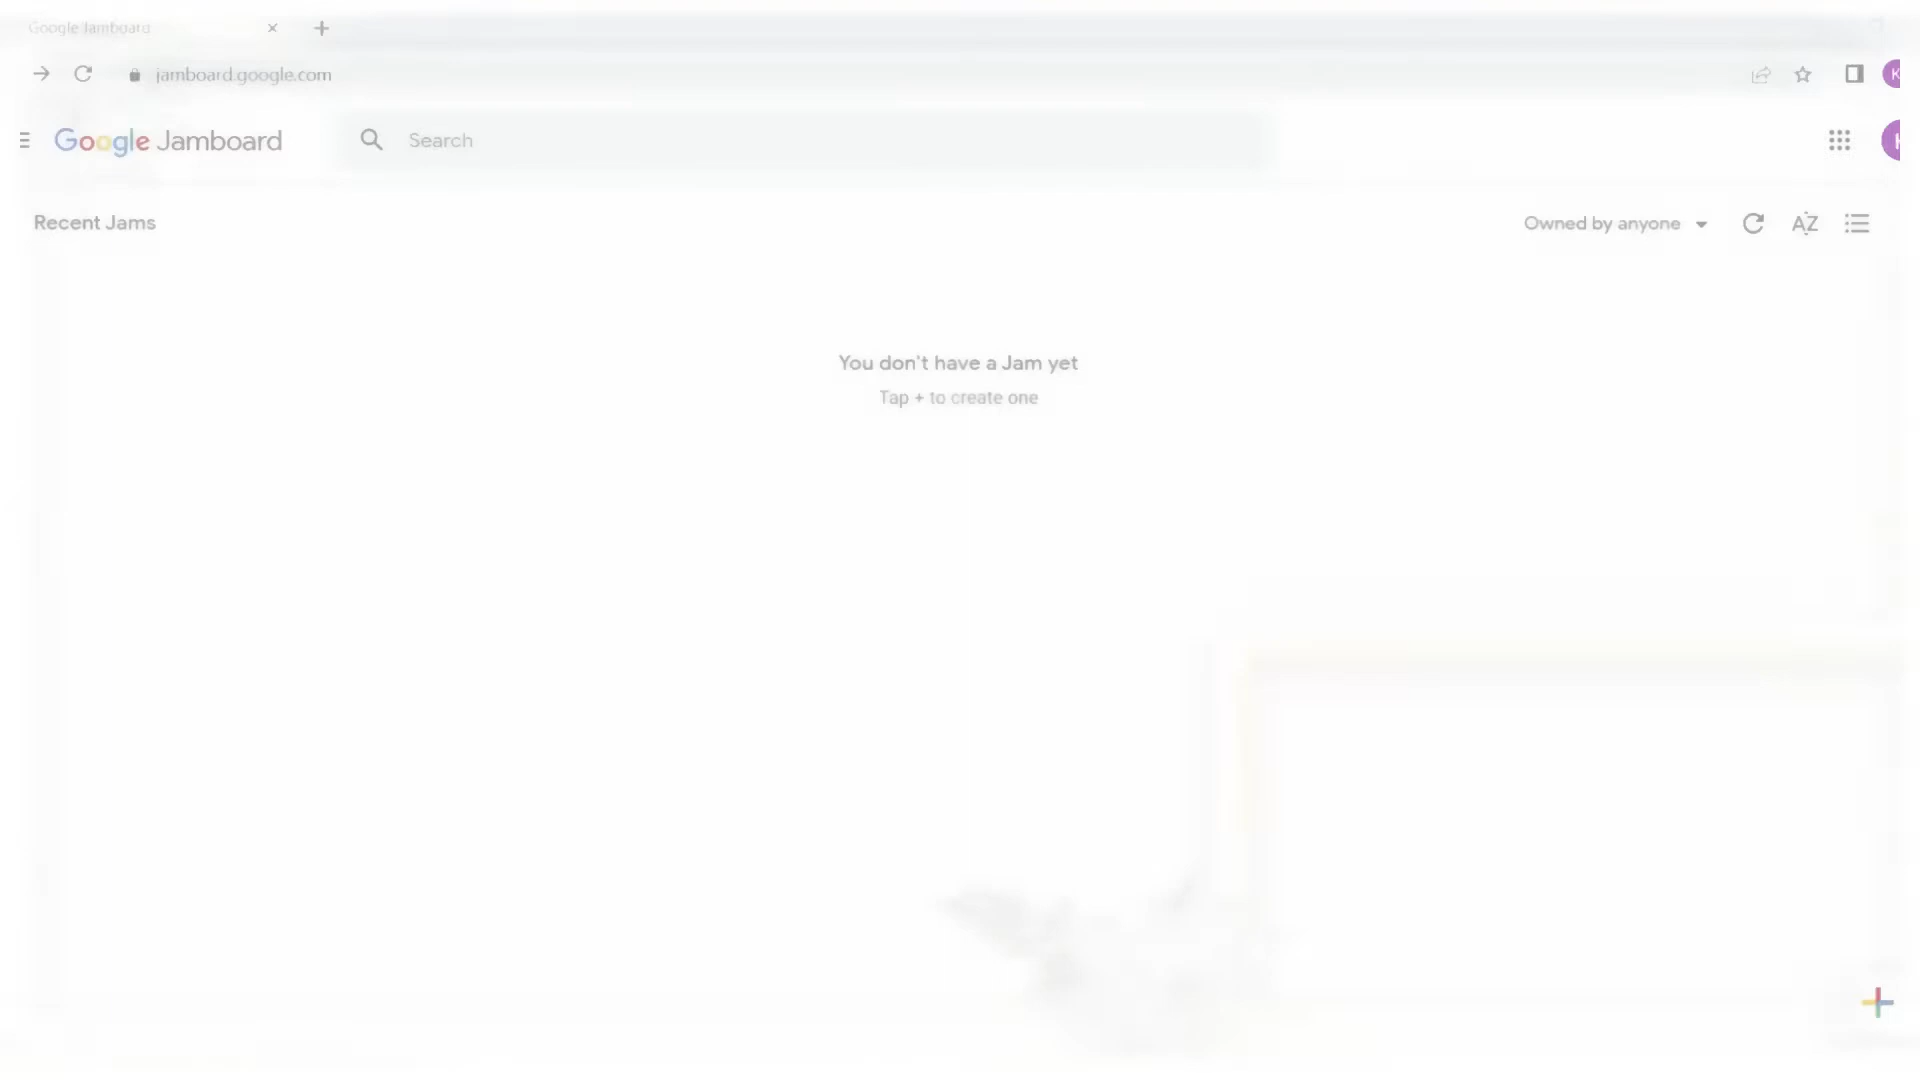 Google Jamboard
jamboard.google.com
K
Google Jamboard
Search
Recent Jams
Owned by anyone
AZ
You don't have a Jam yet
Tap + to create one